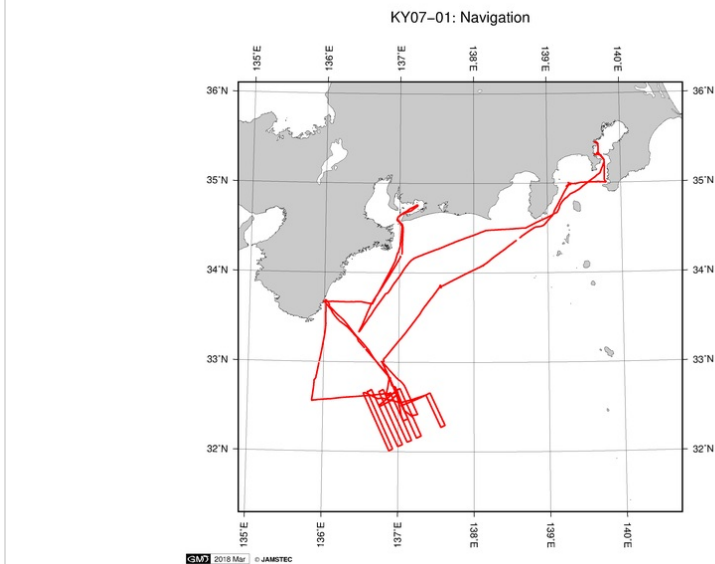 KY07−01: Navigation
135˚E 136˚E 137˚E 138˚E 139˚E 140˚E
36˚N 36˚N
35˚N 35˚N
34˚N 34˚N
33˚N 33˚N
32˚N 32˚N
135˚E 136˚E 137˚E 138˚E 139˚E 140˚E
GMD 2018 Mar © JAMSTEC